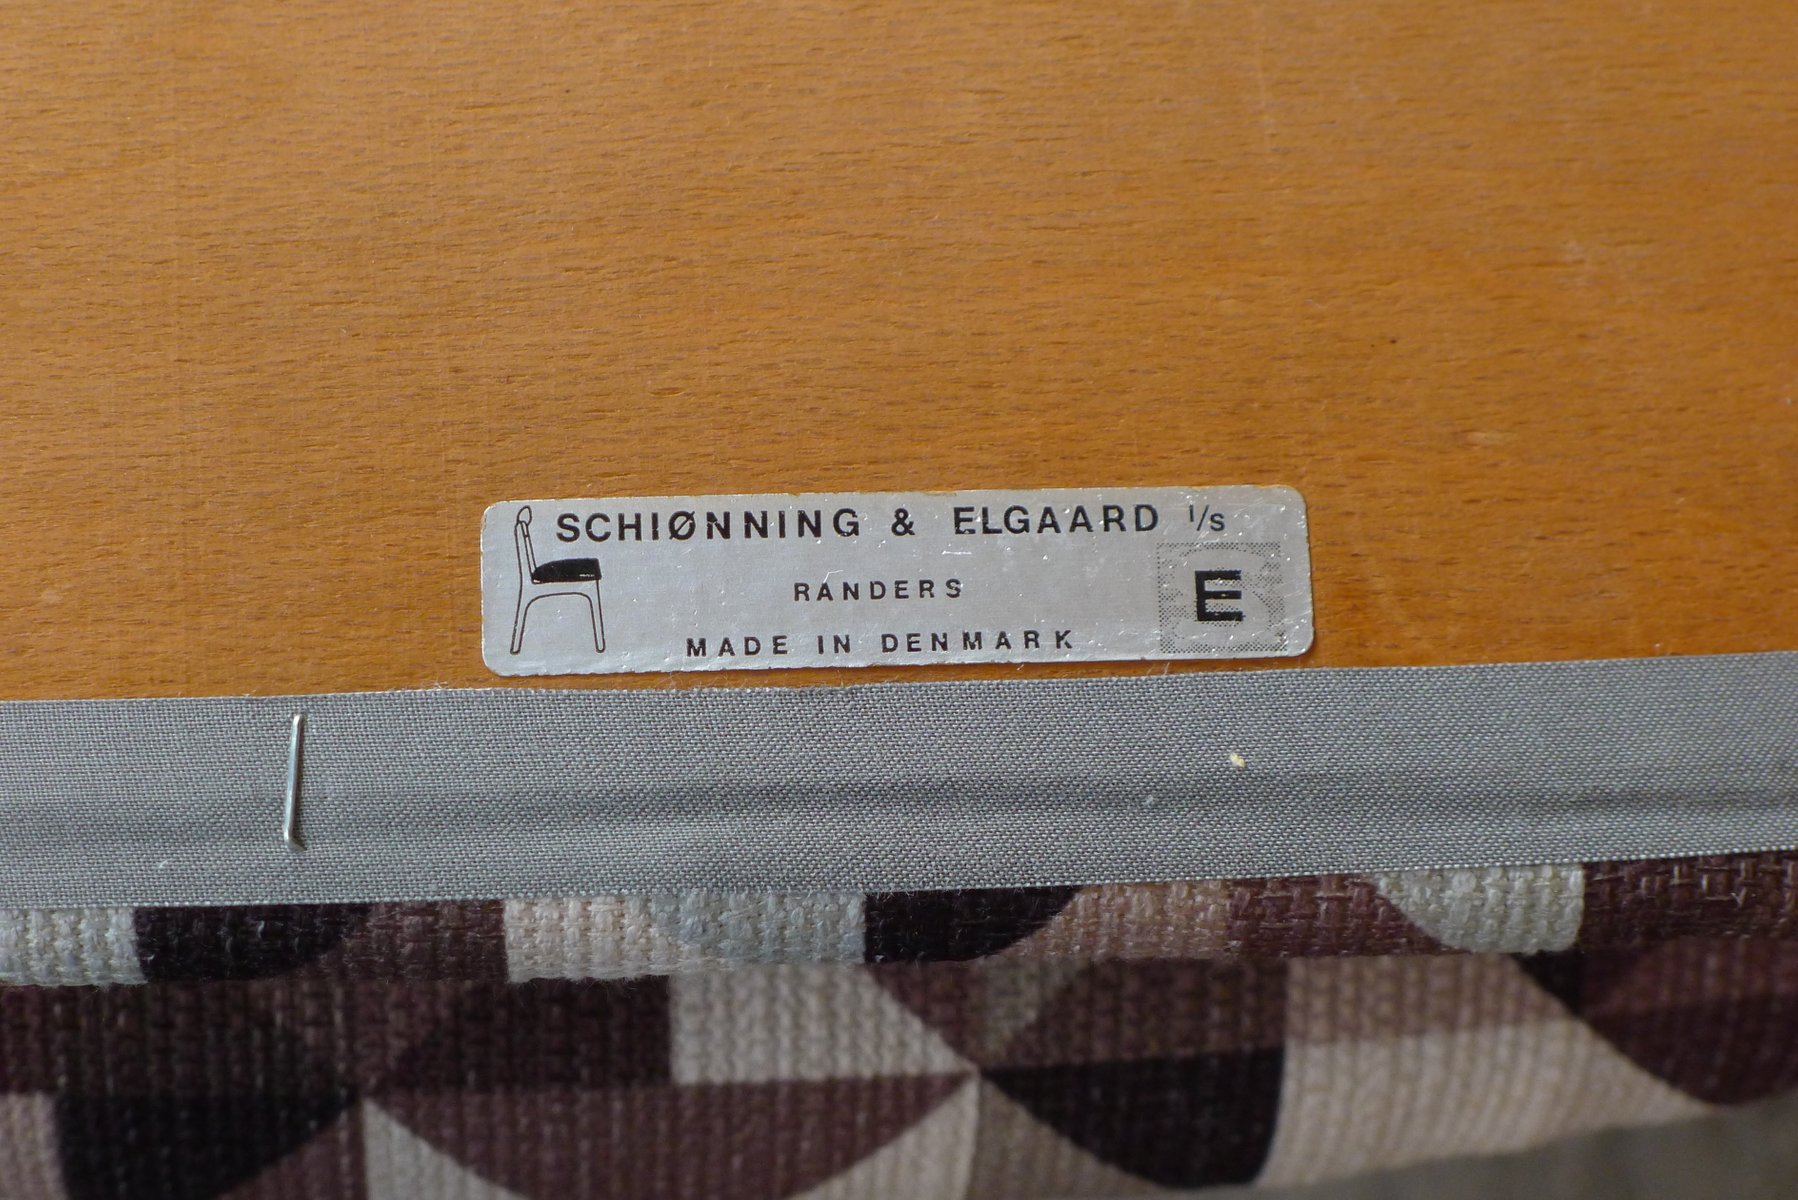 SCHIØNNING & ELGAARD I/S
RANDERS
E
MADE IN DENMARK